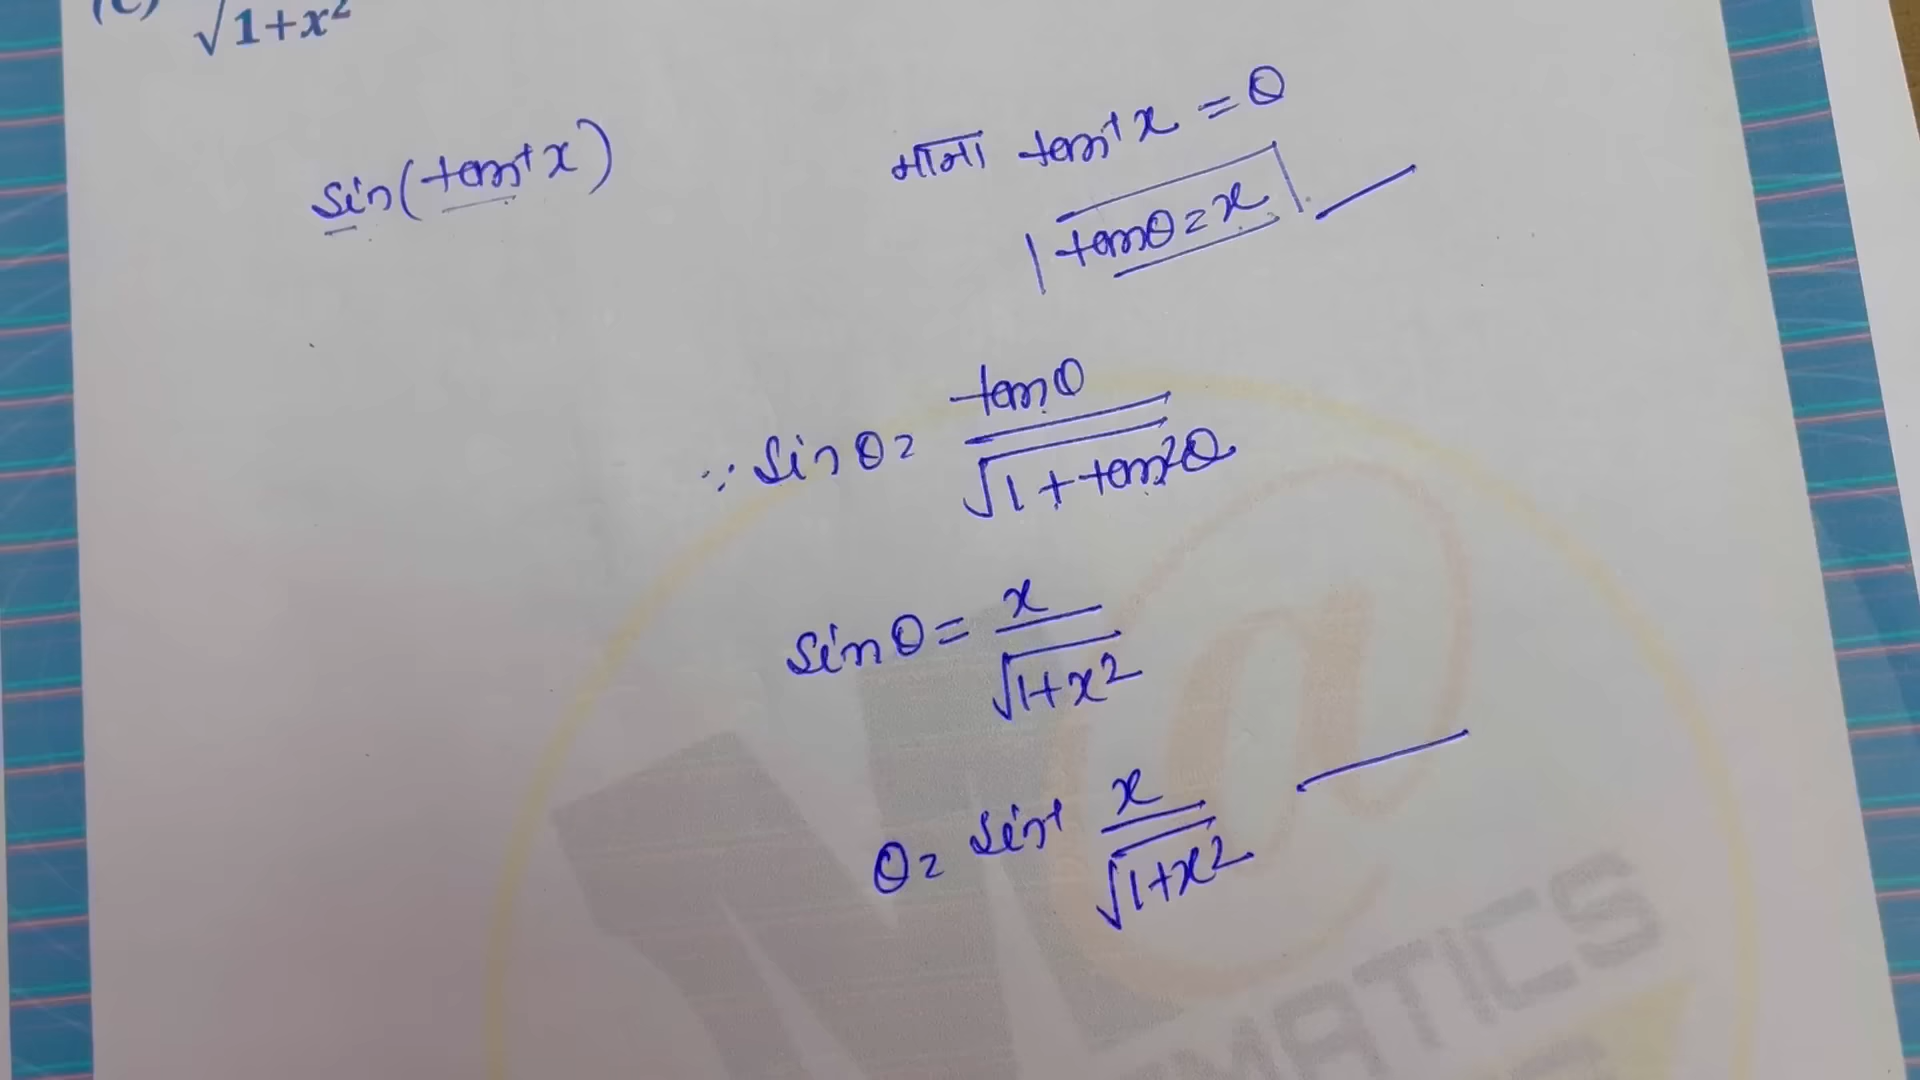 (C) √1+x²
sin(tan⁻¹x)
माना tan⁻¹x = θ
tanθ = x
∵ sinθ = tanθ / √1+tan²θ
sinθ = x / √1+x²
θ = sin⁻¹ x / √1+x²
MATICS